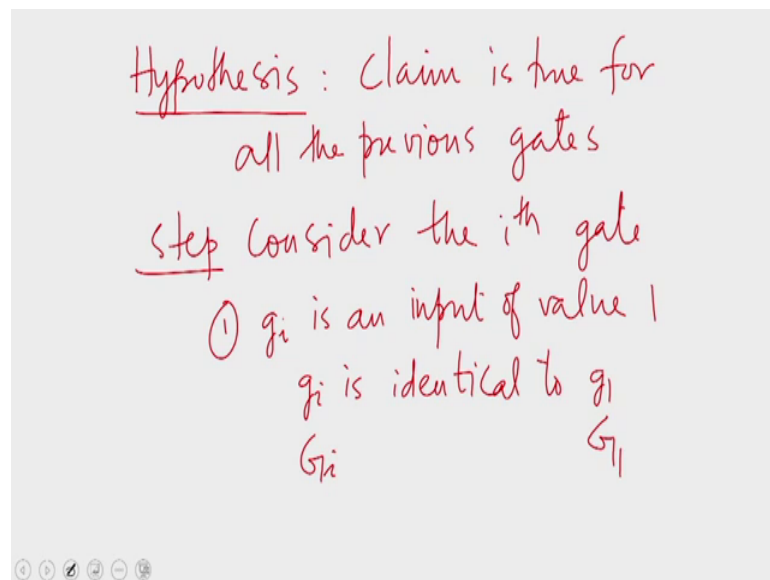 Hypothesis : Claim is true for
all the previous gates
step Consider the ith gate
① gi is an input of value 1
gi is identical to g1
Gi G1